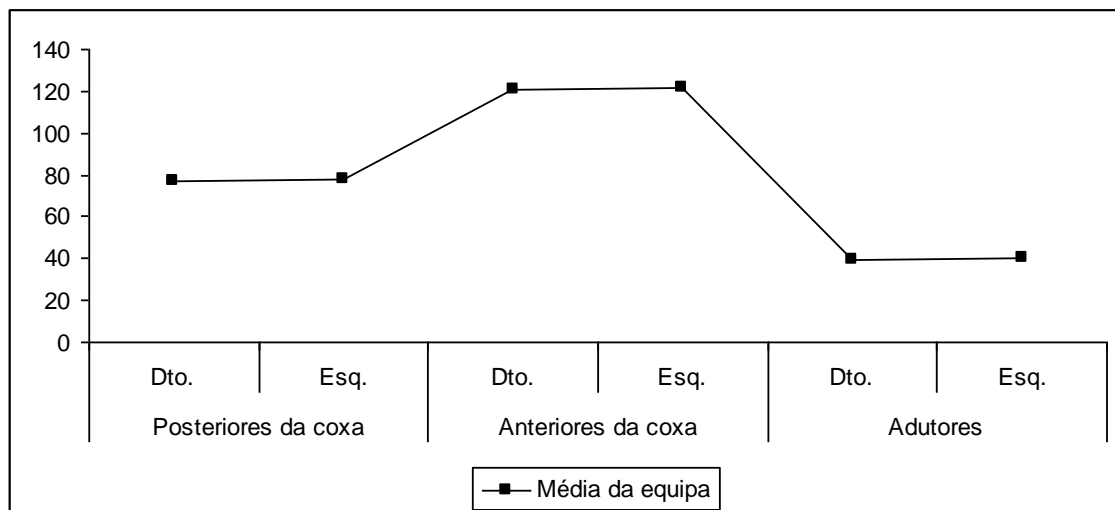 140
120
100
80
60
40
20
0
Dto. Esq. Dto. Esq. Dto. Esq.
Posteriores da coxa Anteriores da coxa Adutores
Média da equipa